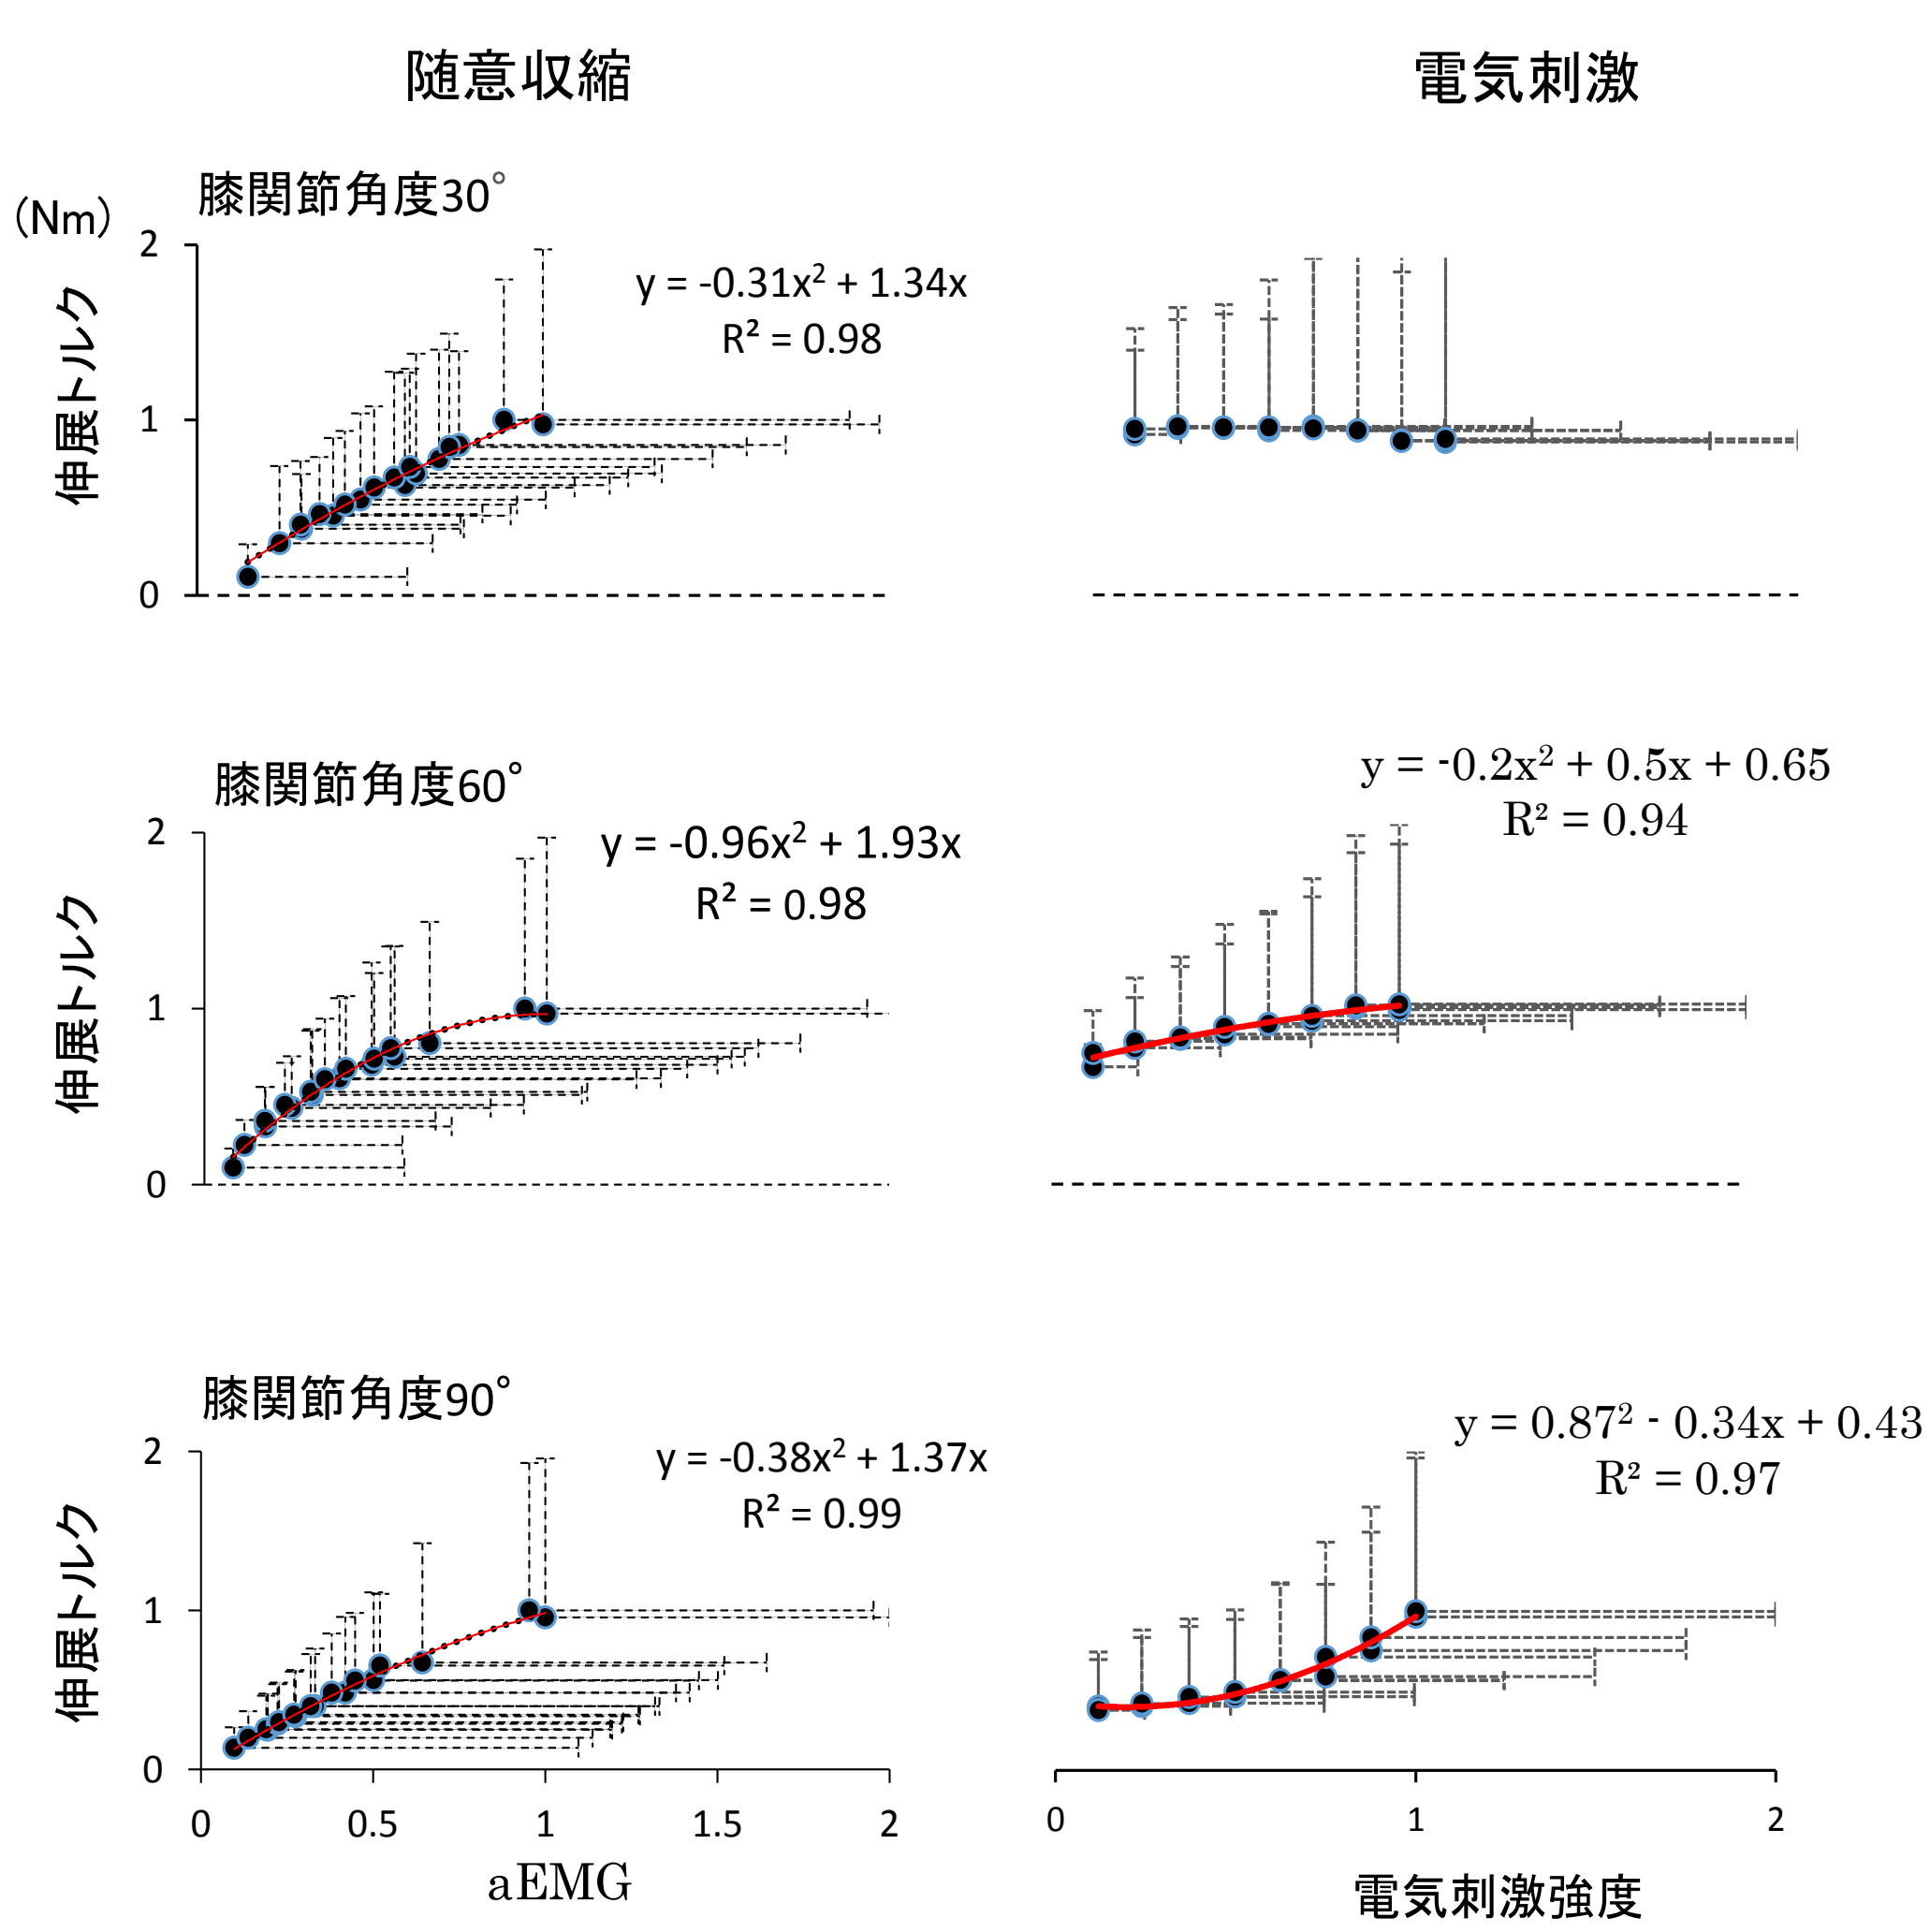 随意収縮
電気刺激
膝関節角度30°
(Nm)
伸展トルク
2
1
0
y = -0.31x² + 1.34x
R² = 0.98
膝関節角度60°
伸展トルク
2
1
0
y = -0.96x² + 1.93x
R² = 0.98
y = -0.2x² + 0.5x + 0.65
R² = 0.94
膝関節角度90°
伸展トルク
2
1
0
y = -0.38x² + 1.37x
R² = 0.99
y = 0.87² - 0.34x + 0.43
R² = 0.97
0 0.5 1 1.5 2
aEMG
0 1 2
電気刺激強度